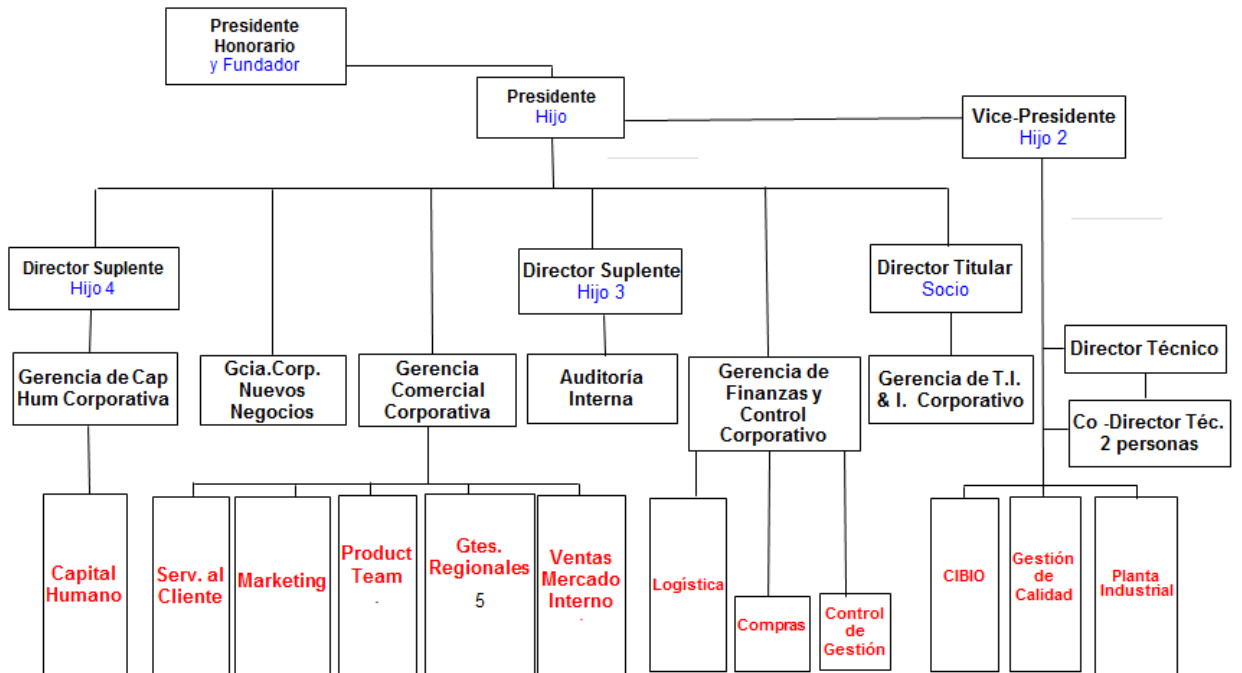 Presidente
Honorario
y Fundador
Presidente
Hijo
Vice-Presidente
Hijo 2
Director Suplente
Hijo 4
Director Suplente
Hijo 3
Director Titular
Socio
Gerencia de Cap
Hum Corporativa
Gcia.Corp.
Nuevos
Negocios
Gerencia
Comercial
Corporativa
Auditoría
Interna
Gerencia de
Finanzas y
Control
Corporativo
Gerencia de T.I.
& I. Corporativo
Director Técnico
Co -Director Téc.
2 personas
Capital
Humano
Serv. al
Cliente
Marketing
Product
Team
Gtes.
Regionales
5
Ventas
Mercado
Interno
Logística
Compras
Control
de
Gestión
CIBIO
Gestión
de
Calidad
Planta
Industrial